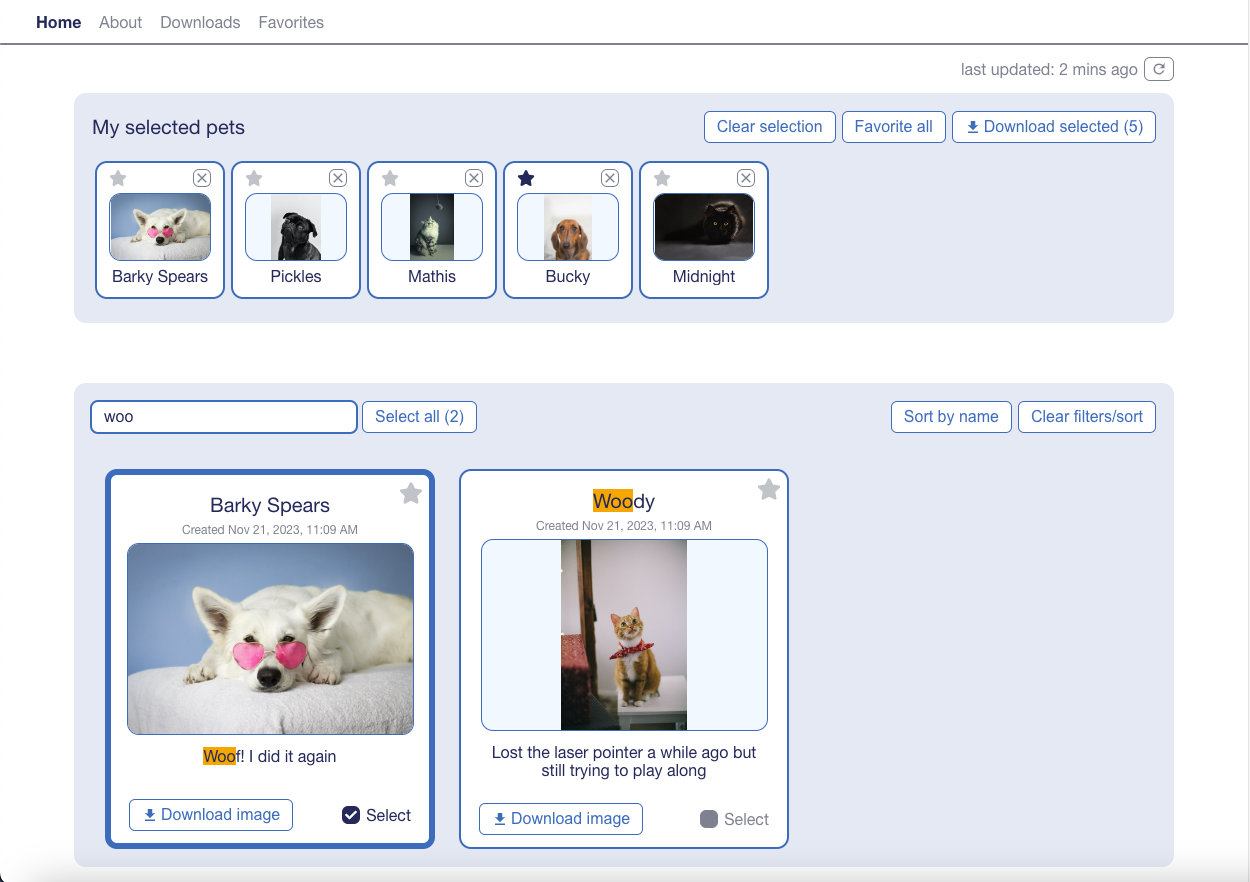 Home About Downloads Favorites
last updated: 2 mins ago
My selected pets
Clear selection
Favorite all
Download selected (5)
Barky Spears
Pickles
Mathis
Bucky
Midnight
woo
Select all (2)
Sort by name
Clear filters/sort
Barky Spears
Created Nov 21, 2023, 11:09 AM
Woof! I did it again
Download image
Select
Woody
Created Nov 21, 2023, 11:09 AM
Lost the laser pointer a while ago but
still trying to play along
Download image
Select